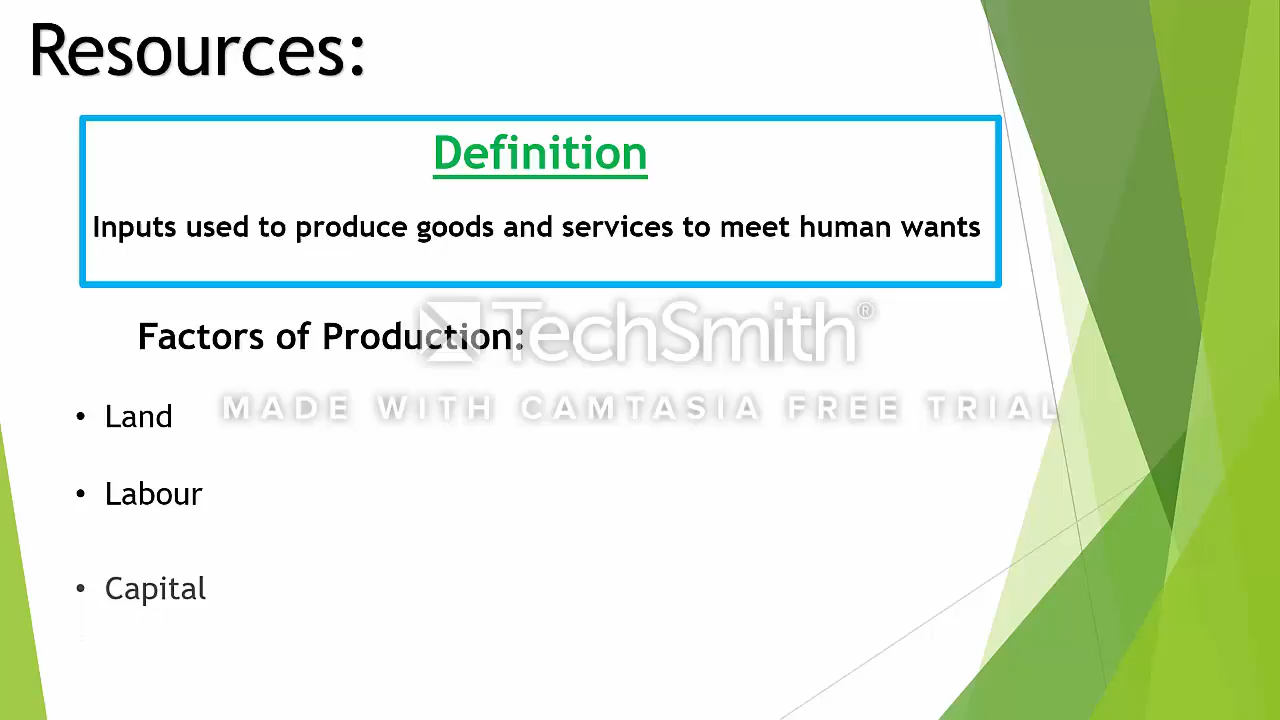 Resources:
Definition
Inputs used to produce goods and services to meet human wants
Factors of Production:
TechSmith®
MADE WITH CAMTASIA FREE TRIAL
• Land
• Labour
• Capital